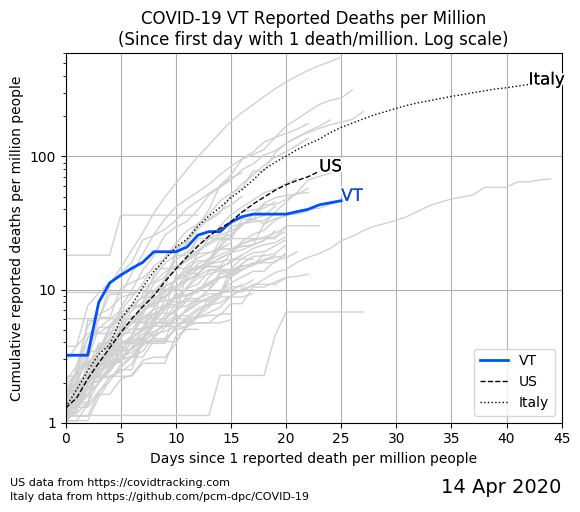 COVID-19 VT Reported Deaths per Million
(Since first day with 1 death/million. Log scale)
Cumulative reported deaths per million people
100
10
1
Italy
US
VT
VT
US
Italy
0 5 10 15 20 25 30 35 40 45
Days since 1 reported death per million people
US data from https://covidtracking.com
Italy data from https://github.com/pcm-dpc/COVID-19
14 Apr 2020